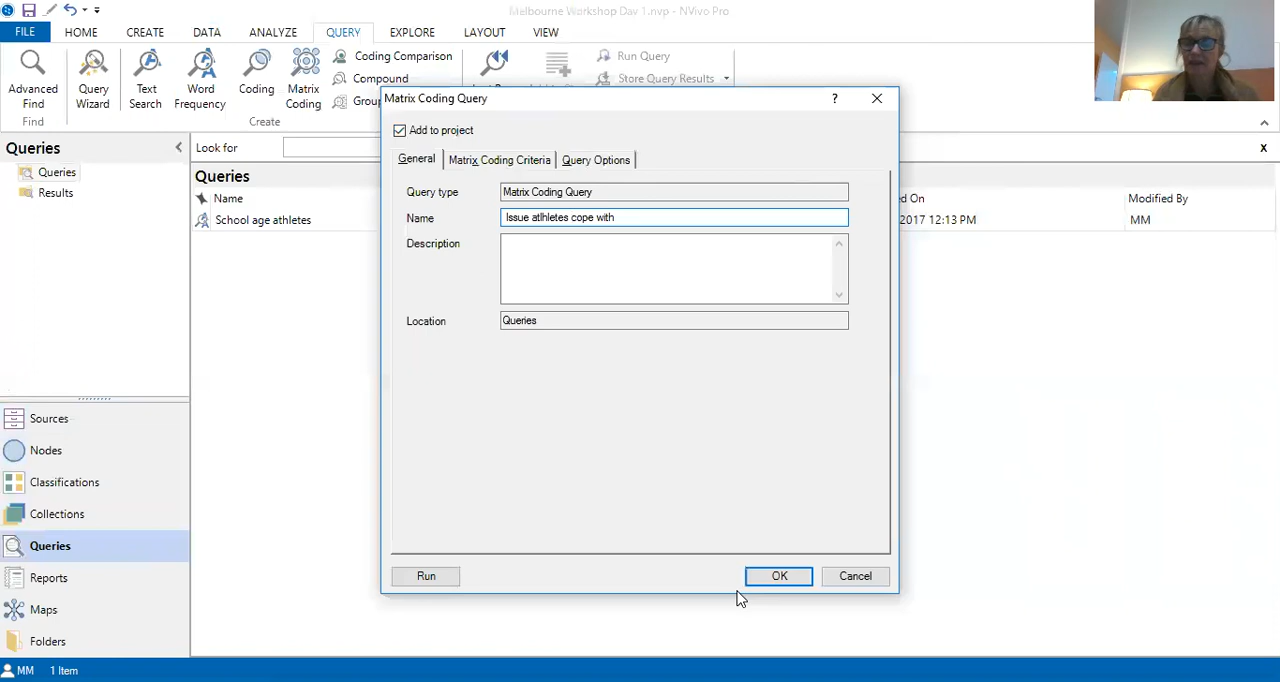 Melbourne Workshop Day 1.nvp - NVivo Pro
FILE HOME CREATE DATA ANALYZE QUERY EXPLORE LAYOUT VIEW
Advanced Find
Query Wizard
Text Search
Word Frequency
Coding
Matrix Coding
Coding Comparison
Compound
Group
Run Query
Store Query Results
Find
Create
Matrix Coding Query ?
Add to project
General Matrix Coding Criteria Query Options
Query type Matrix Coding Query
Name Issue atlhletes cope with
Description
Location Queries
Run OK Cancel
Queries
Queries
Results
Look for
X
Queries
Name
ed On
Modified By
School age athletes
2017 12:13 PM
MM
Sources
Nodes
Classifications
Collections
Queries
Reports
Maps
Folders
MM 1 Item